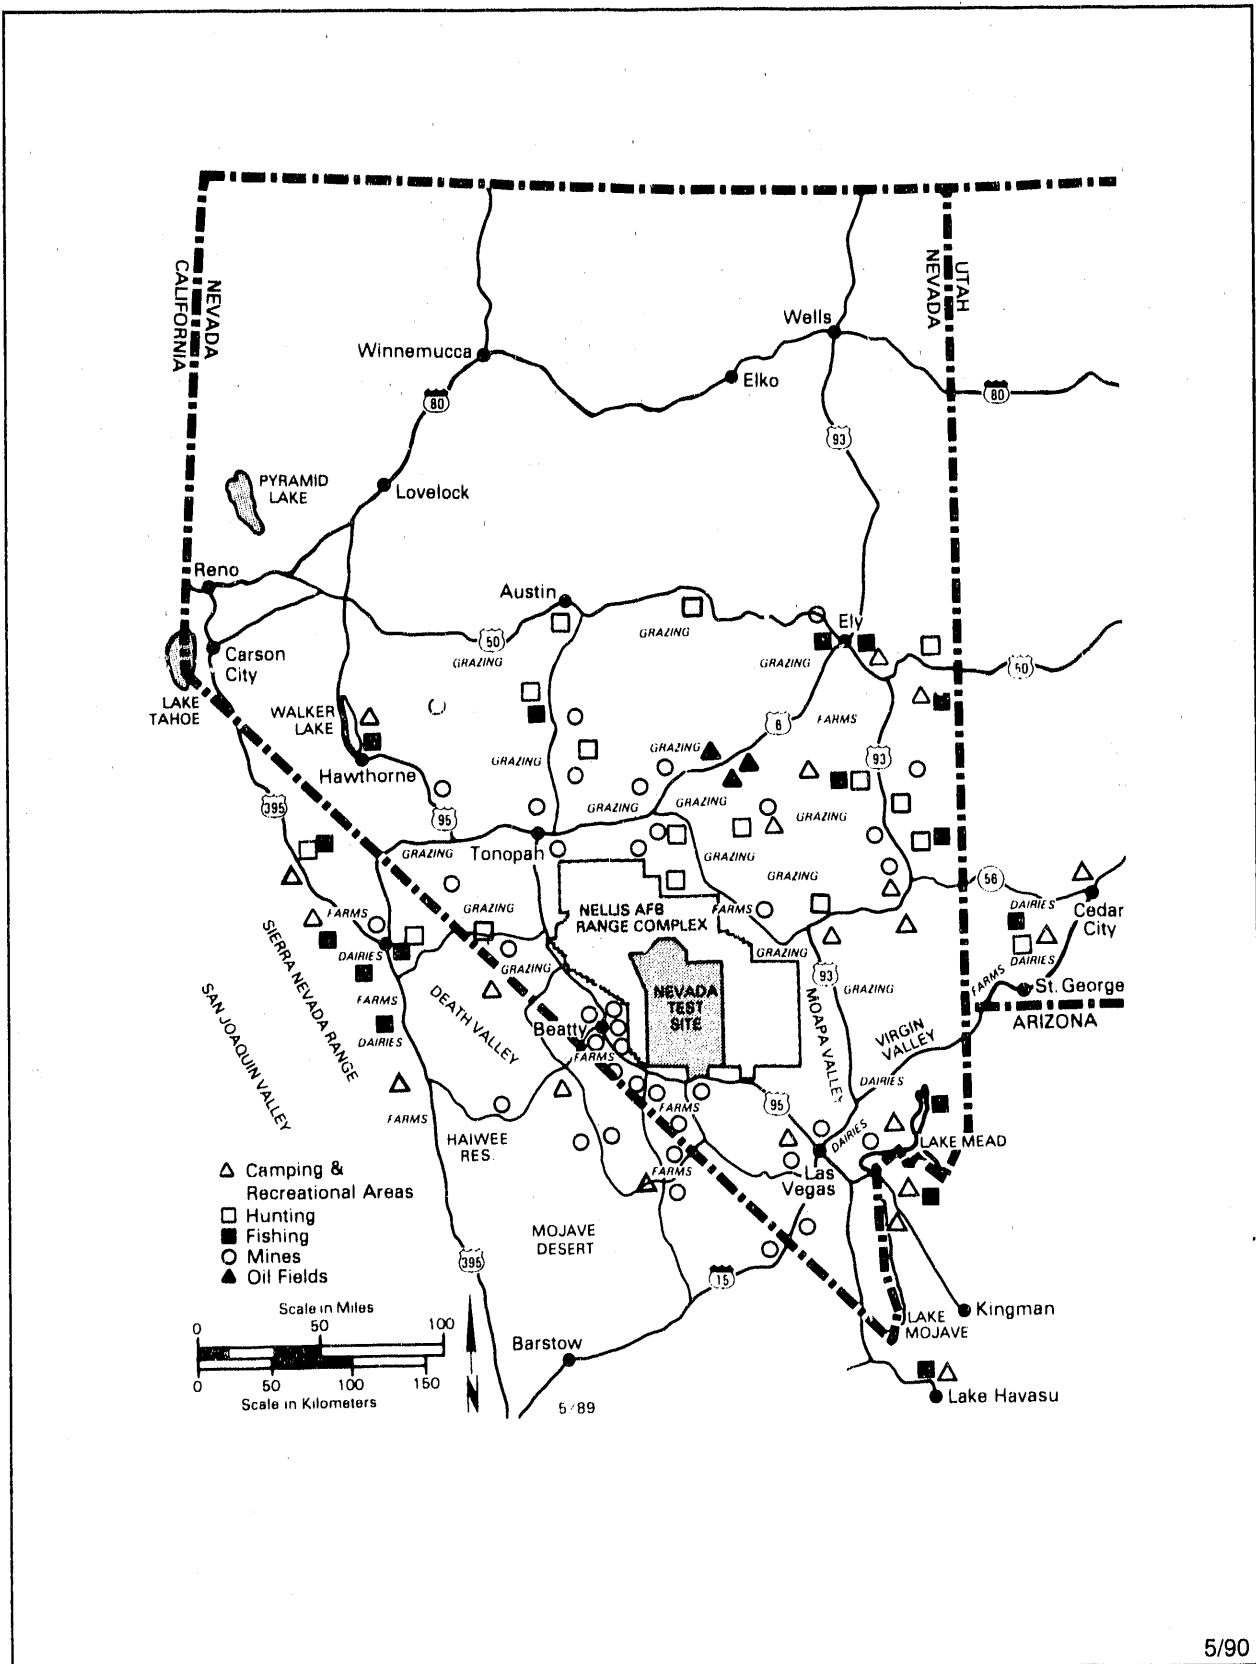 NEVADA
CALIFORNIA
UTAH
NEVADA
Wells
Winnemucca
Elko
80
80
93
PYRAMID
LAKE
Lovelock
Reno
Austin
Ely
GRAZING
50
GRAZING
GRAZING
50
Carson
City
LAKE
TAHOE
WALKER
LAKE
6
FARMS
GRAZING
GRAZING
93
Hawthorne
395
95
GRAZING
GRAZING
GRAZING
GRAZING
Tonopah
GRAZING
GRAZING
56
DAIRIES
Cedar
City
DAIRIES
NELLIS AFB
RANGE COMPLEX
FARMS
GRAZING
FARMS
DAIRIES
GRAZING
GRAZING
93
GRAZING
FARMS
St. George
ARIZONA
SIERRA NEVADA RANGE
SAN JOAQUIN VALLEY
DEATH VALLEY
NEVADA
TEST
SITE
MOAPA VALLEY
VIRGIN
VALLEY
FARMS
DAIRIES
Beatty
FARMS
DAIRIES
FARMS
FARMS
95
DAIRIES
HAIWEE
RES.
LAKE MEAD
FARMS
Las
Vegas
Camping &
Recreational Areas
Hunting
Fishing
Mines
Oil Fields
MOJAVE
DESERT
395
15
Kingman
LAKE
MOJAVE
Scale in Miles
0 50 100
0 50 100 150
Scale in Kilometers
N
Barstow
5/89
Lake Havasu
5/90